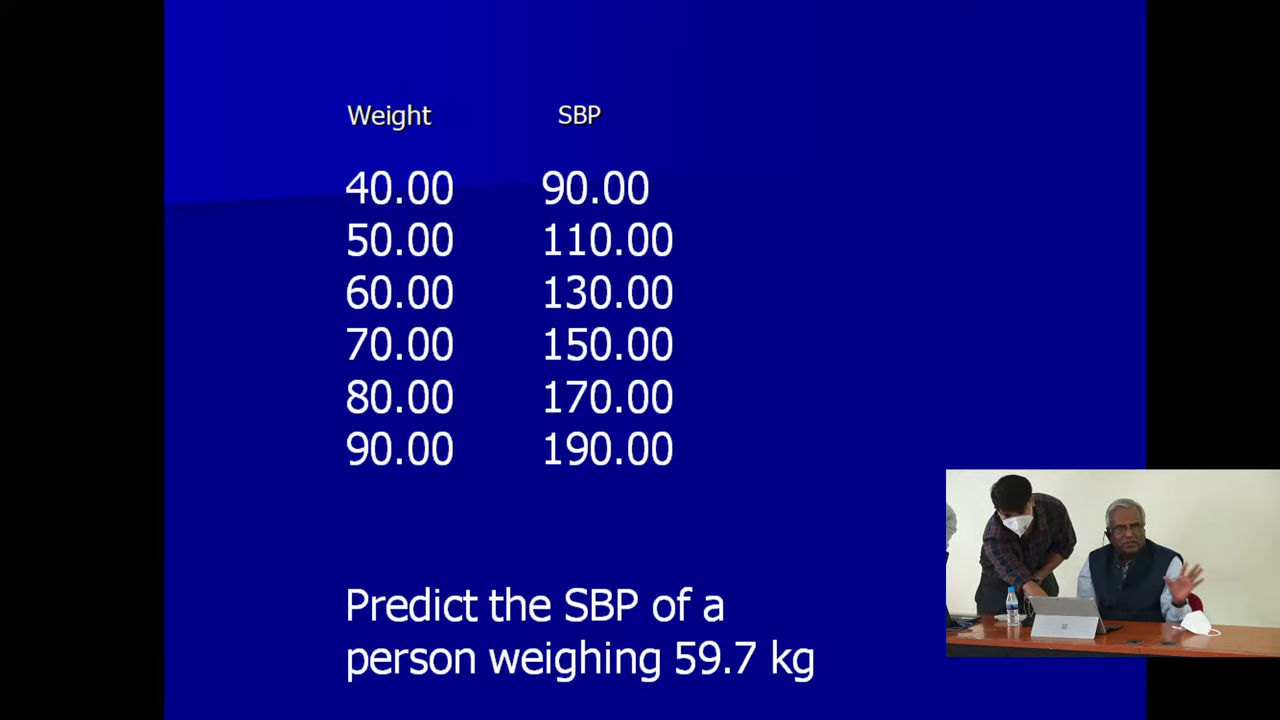 Weight SBP
40.00 90.00
50.00 110.00
60.00 130.00
70.00 150.00
80.00 170.00
90.00 190.00
Predict the SBP of a
person weighing 59.7 kg